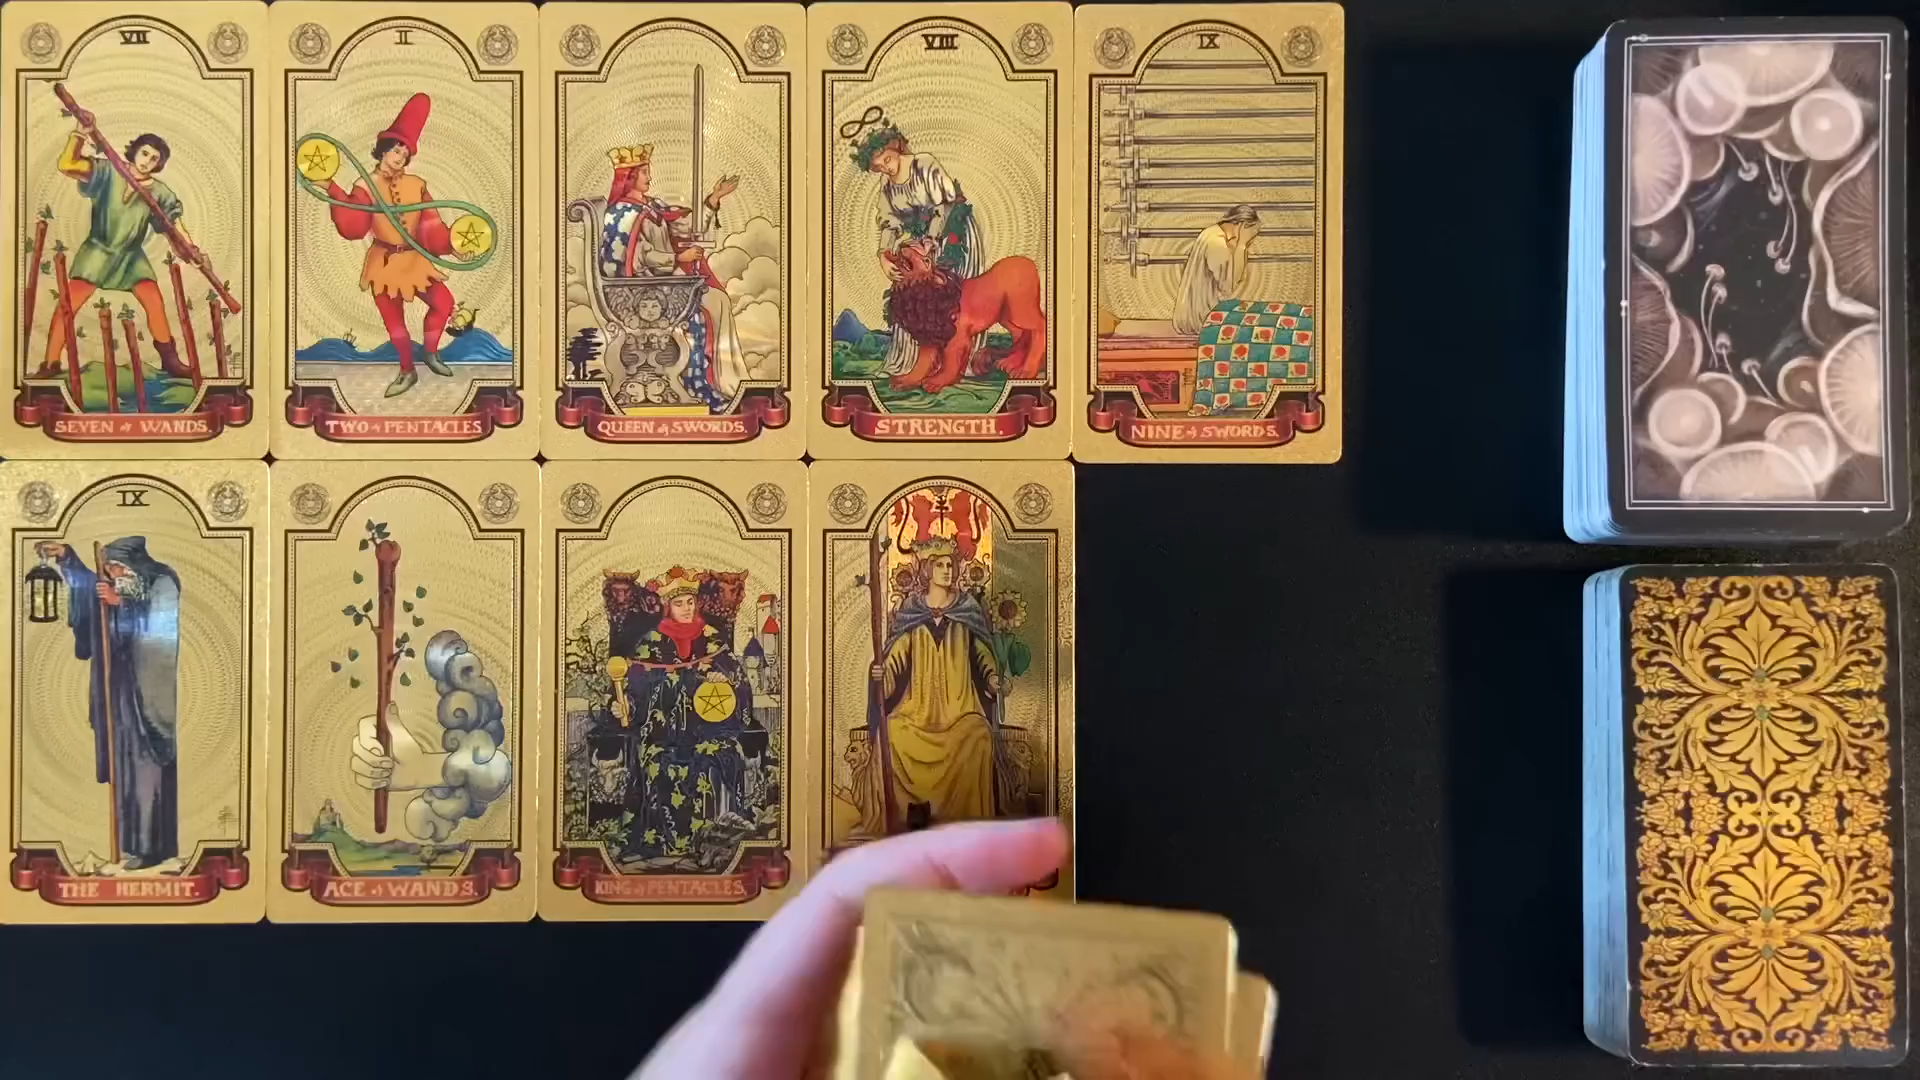 VII
SEVEN of WANDS.
II
TWO of PENTACLES
QUEEN of SWORDS.
VIII
STRENGTH.
IX
NINE of SWORDS.
IX
THE HERMIT.
ACE of WANDS.
KING of PENTACLES.